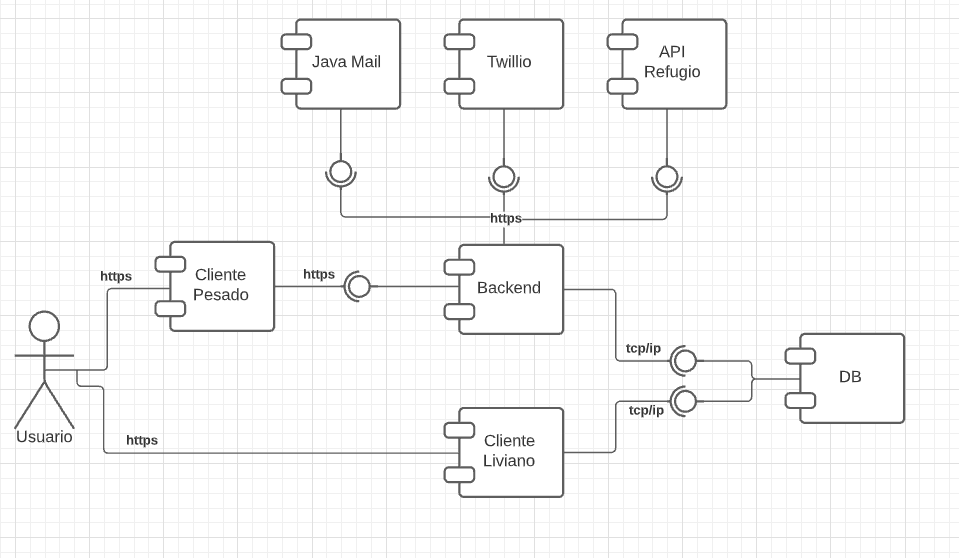 Java Mail
Twillio
API
Refugio
https
https
Cliente
Pesado
https
Backend
tcp/ip
DB
tcp/ip
Usuario
https
Cliente
Liviano